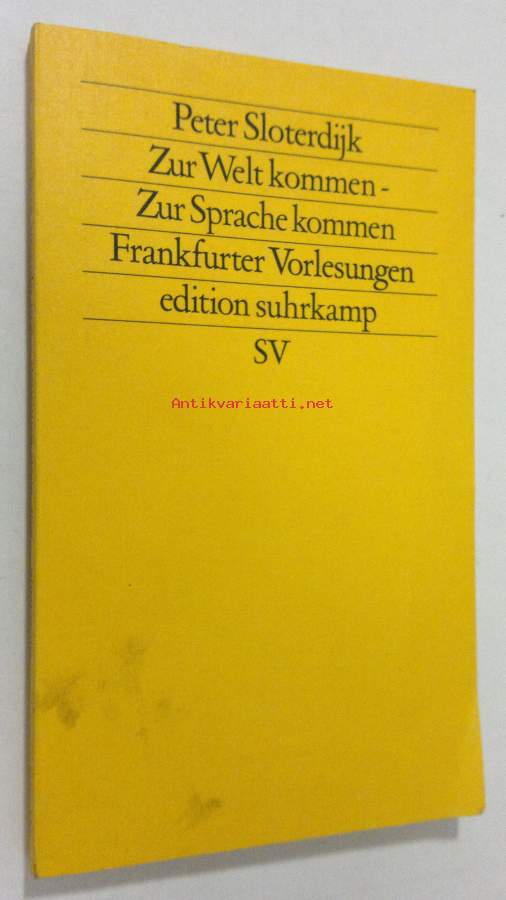 Peter Sloterdijk
Zur Welt kommen -
Zur Sprache kommen
Frankfurter Vorlesungen
edition suhrkamp
SV
Antikvariaatti.net